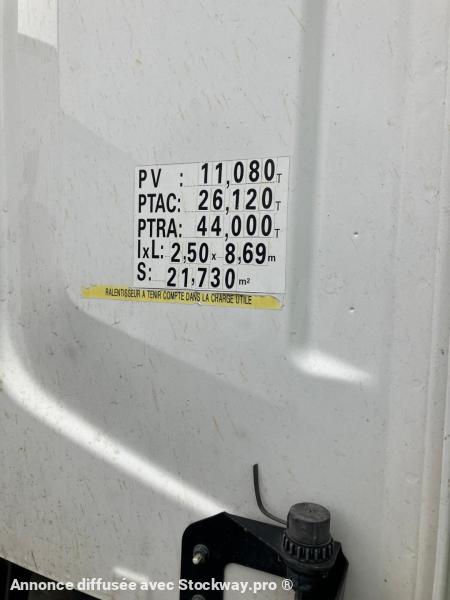 PV : 11,080 T
PTAC: 26,120 T
PTRA: 44,000 T
IxL: 2,50 x 8,69 m
S: 21,730 m²
RALENTISSEUR A TENIR COMPTE DANS LA CHARGE UTILE
Annonce diffusée avec Stockway.pro ®